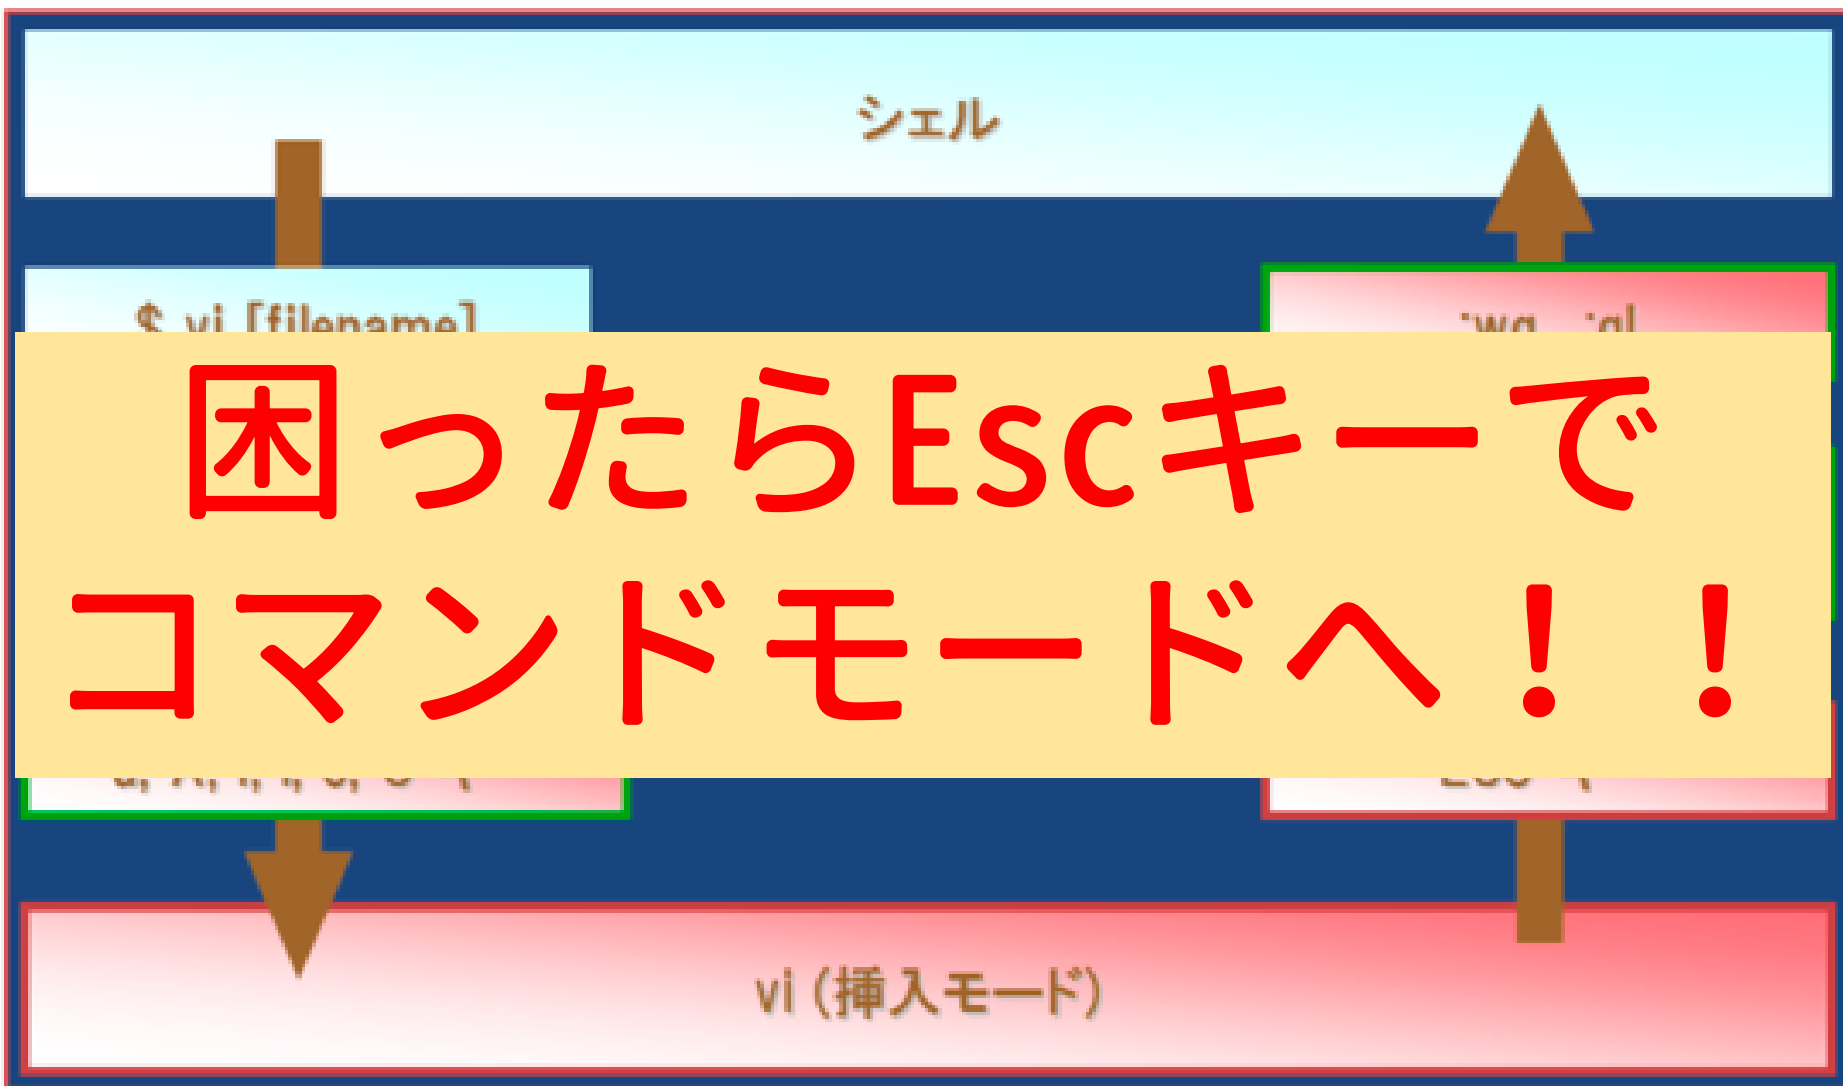 シェル
$ vi [filename]
:wq :q!
困ったらEscキーで
コマンドモードへ！！
vi (挿入モード)